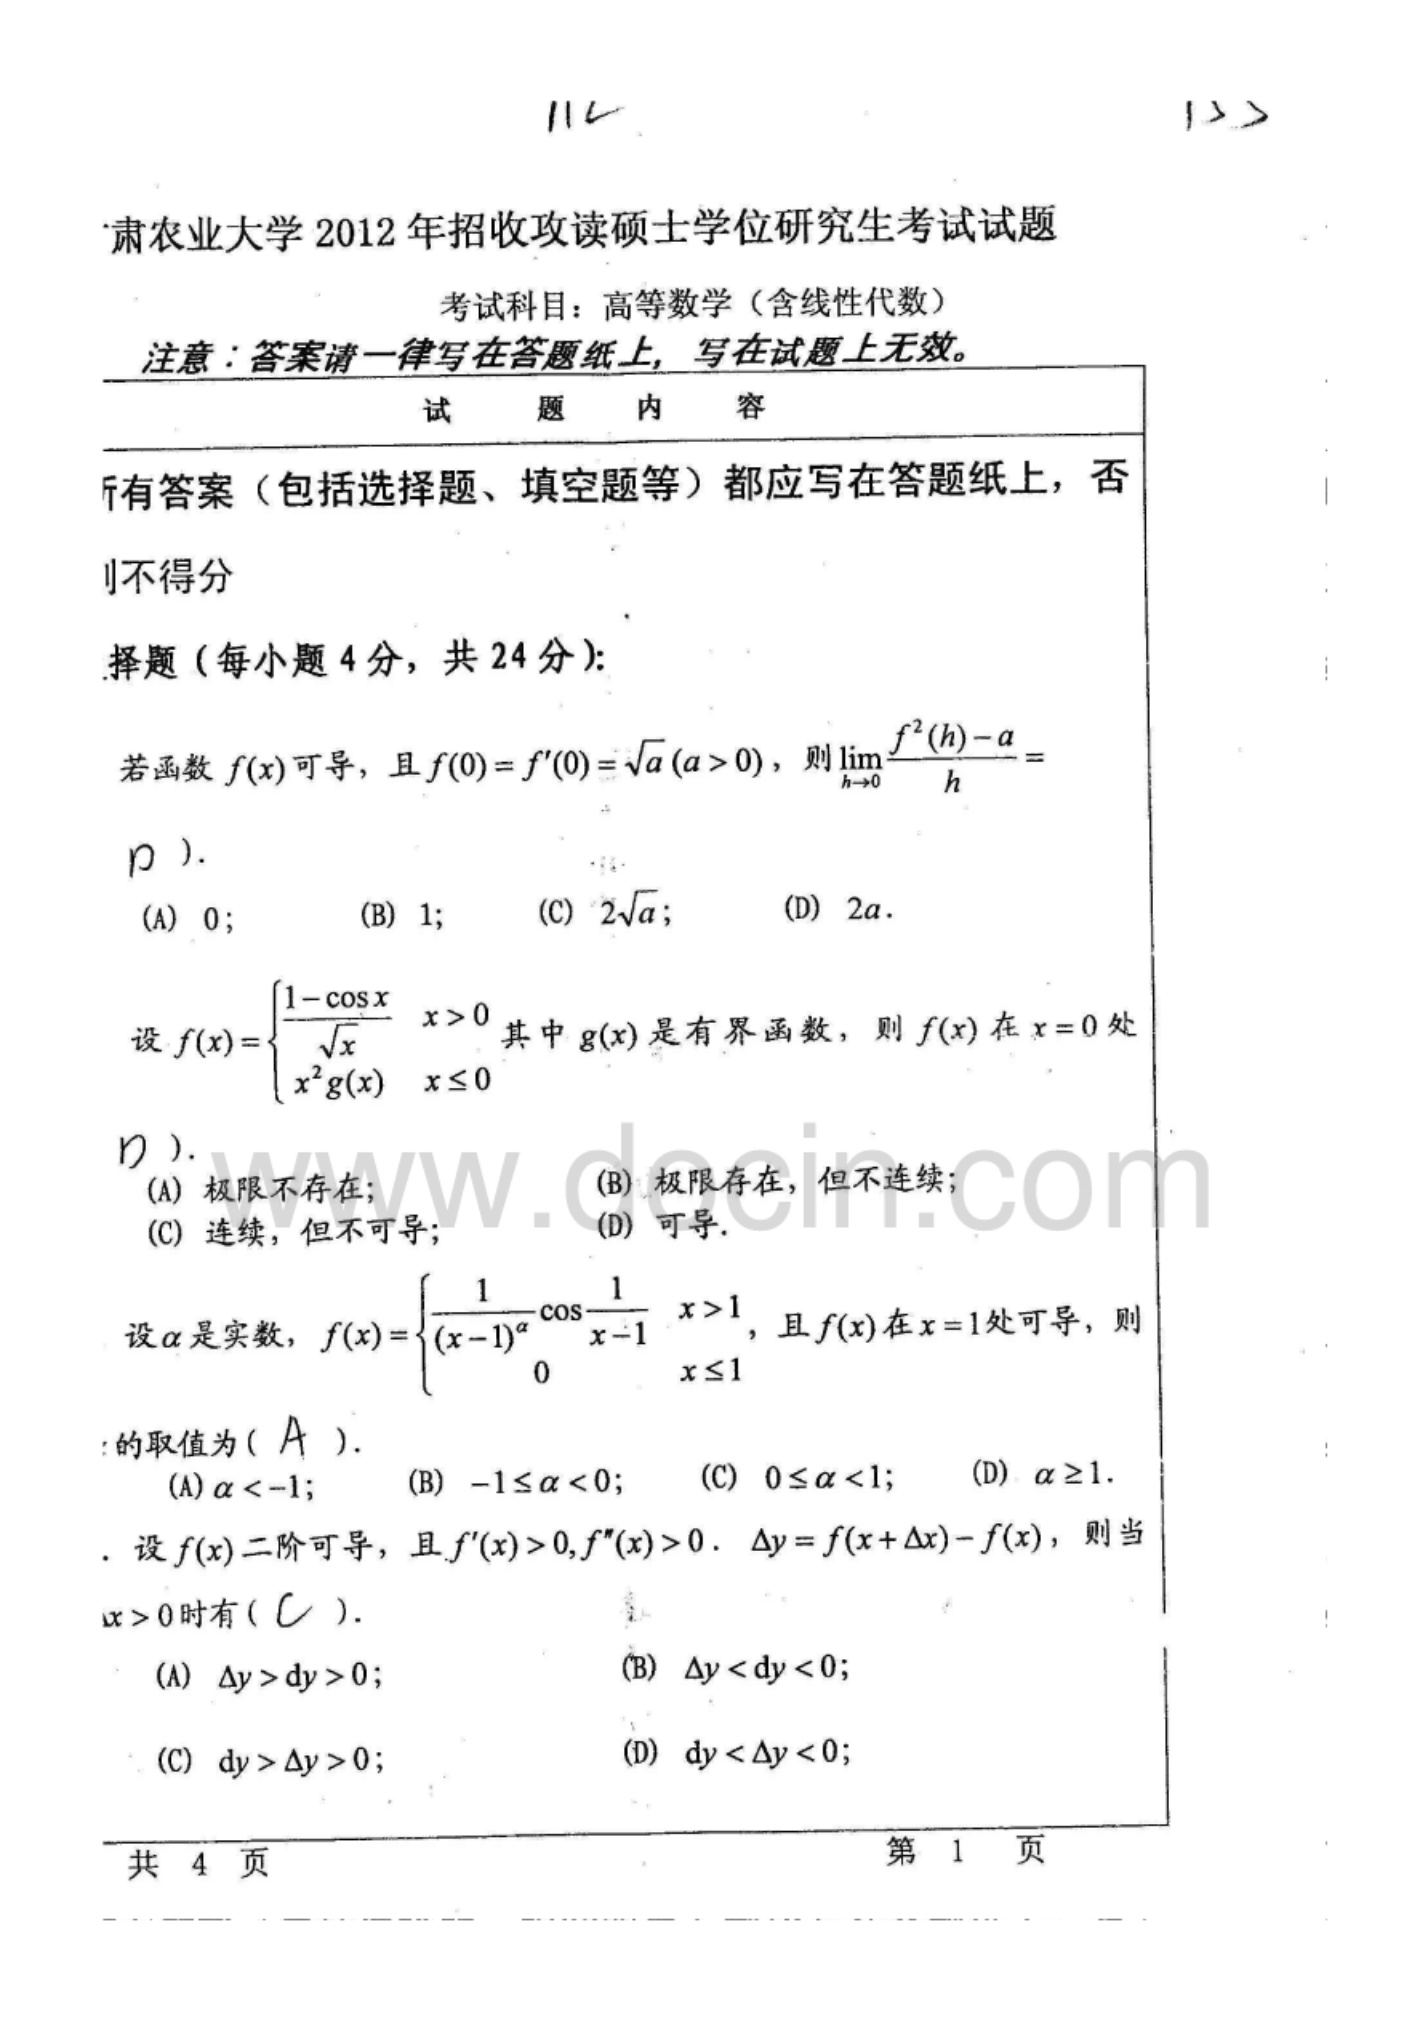 11L
133
肃农业大学 2012 年招收攻读硕士学位研究生考试试题
考试科目：高等数学（含线性代数）
注意：答案请一律写在答题纸上，写在试题上无效。
试 题 内 容
所有答案（包括选择题、填空题等）都应写在答题纸上，否
则不得分
择题（每小题 4 分，共 24 分）：
若函数 f(x) 可导，且 f(0) = f′(0) = √a (a > 0)，则 lim_{h→0} (f²(h) − a)/h =
D ).
(A) 0; (B) 1; (C) 2√a; (D) 2a.
设 f(x) = { (1−cos x)/√x x > 0; x²g(x) x ≤ 0 其中 g(x) 是有界函数，则 f(x) 在 x = 0 处
D ).
(A) 极限不存在; (B) 极限存在，但不连续;
(C) 连续，但不可导; (D) 可导.
www.docin.com
设 α 是实数，f(x) = { 1/(x−1)^α cos 1/(x−1) x > 1; 0 x ≤ 1 ，且 f(x) 在 x = 1 处可导，则
的取值为 ( A ).
(A) α < −1; (B) −1 ≤ α < 0; (C) 0 ≤ α < 1; (D) α ≥ 1.
. 设 f(x) 二阶可导，且 f′(x) > 0, f″(x) > 0. Δy = f(x + Δx) − f(x)，则当
x > 0 时有 ( C ).
(A) Δy > dy > 0; (B) Δy < dy < 0;
(C) dy > Δy > 0; (D) dy < Δy < 0;
共 4 页 第 1 页